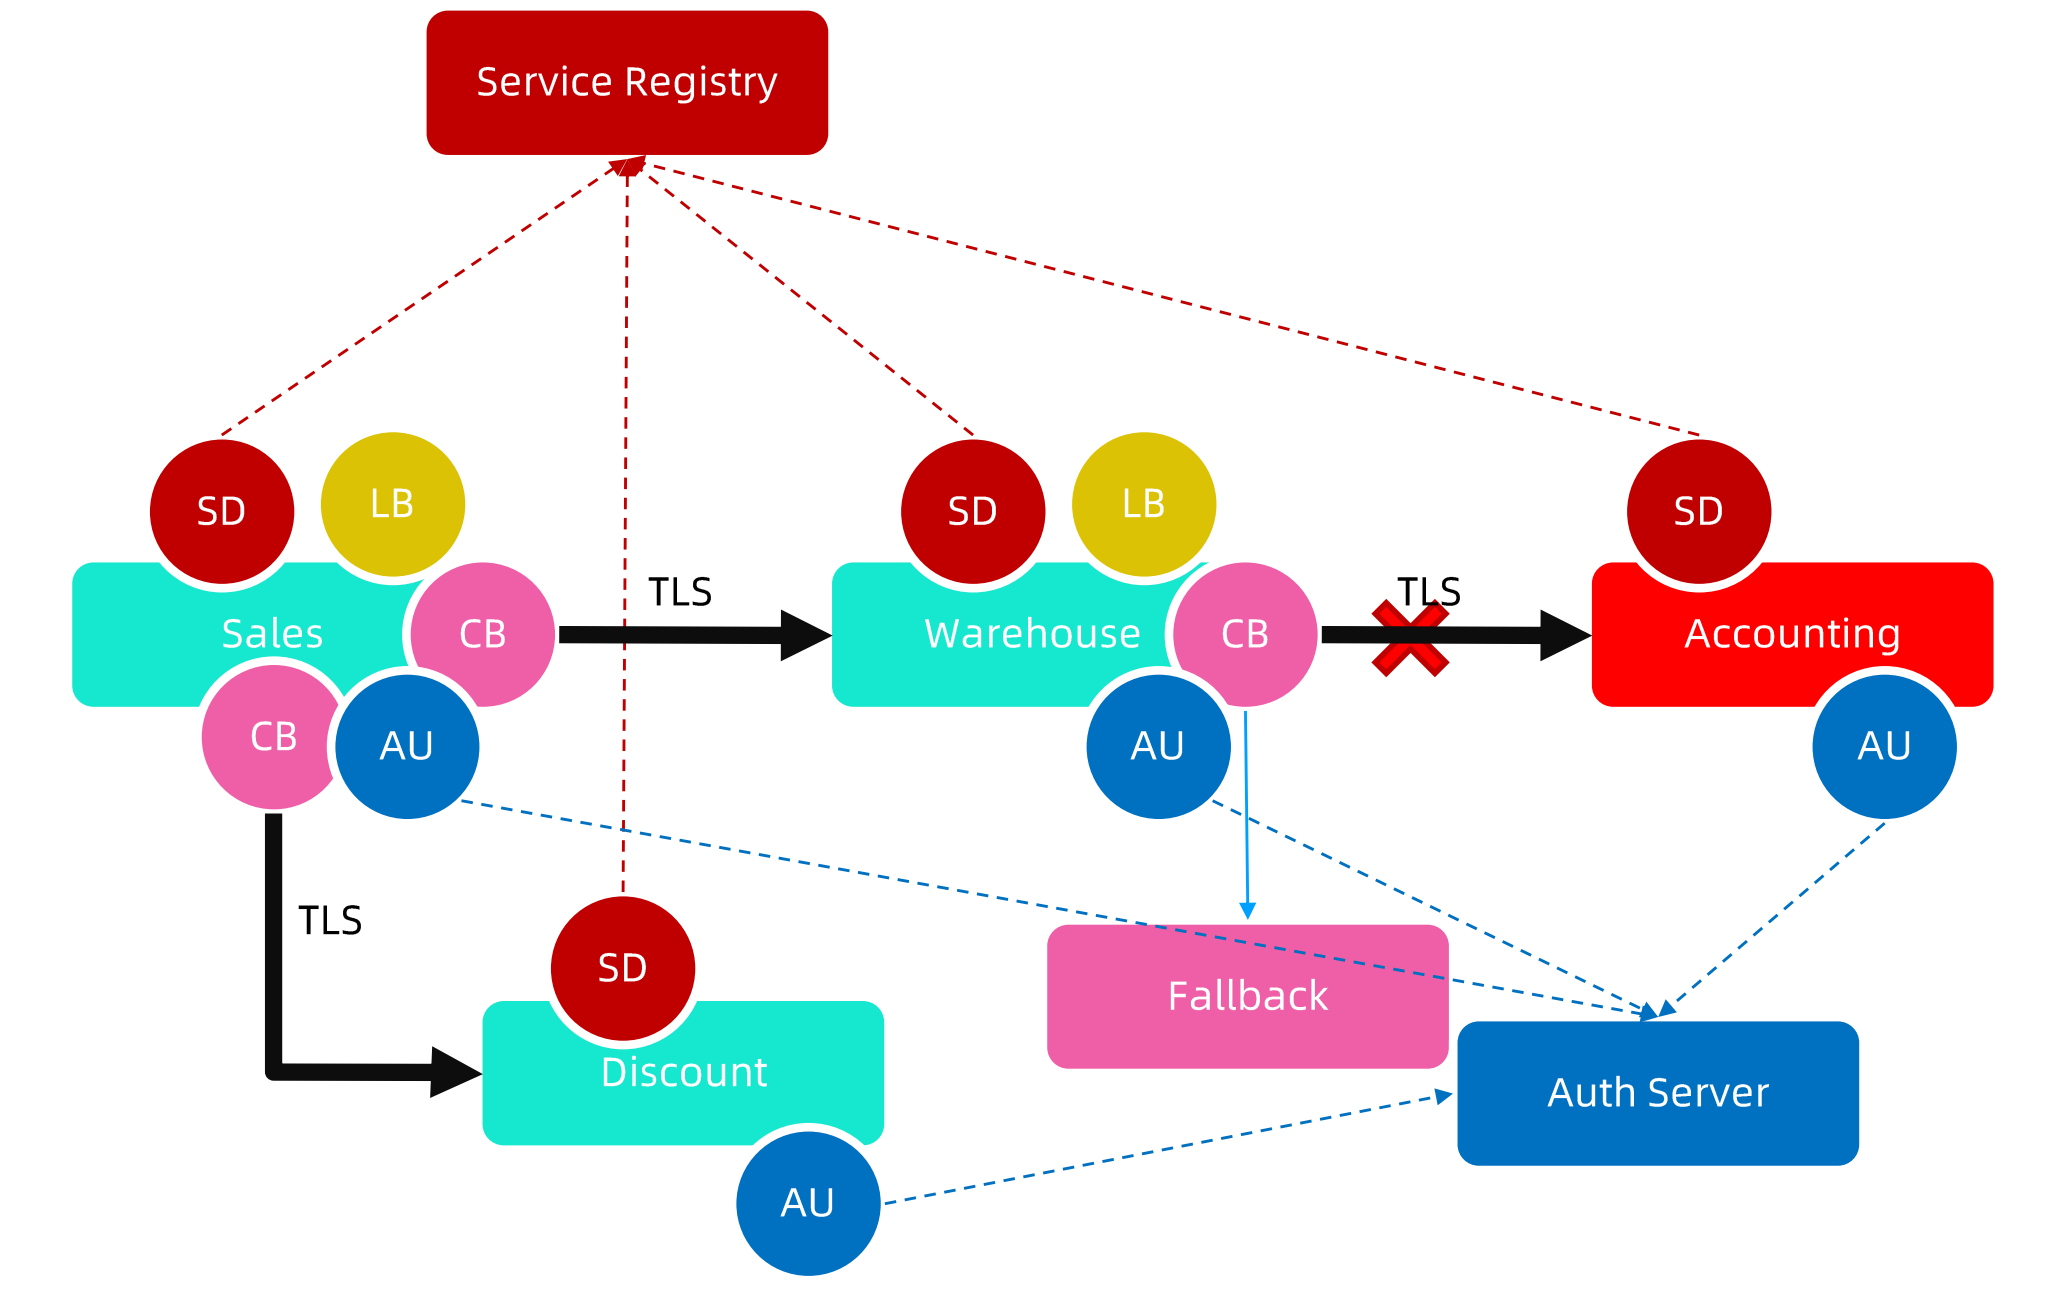 Service Registry
SD
LB
SD
LB
SD
TLS
TLS
Sales
CB
Warehouse
CB
Accounting
CB
AU
AU
AU
TLS
SD
Fallback
Discount
Auth Server
AU